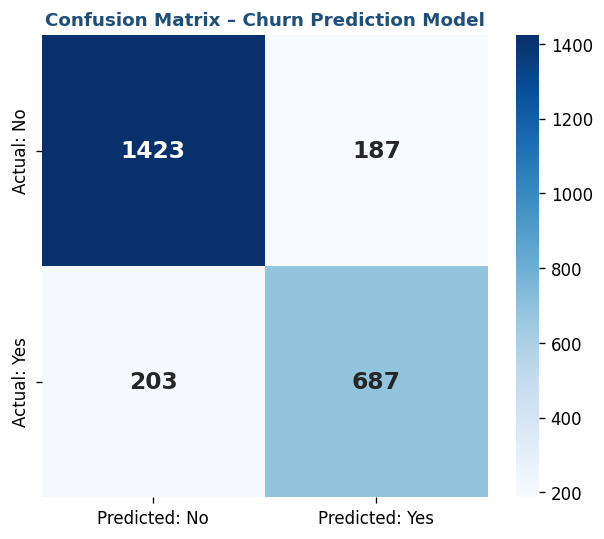 Confusion Matrix – Churn Prediction Model
Actual: No
1423 187
Actual: Yes
203 687
Predicted: No Predicted: Yes
1400
1200
1000
800
600
400
200